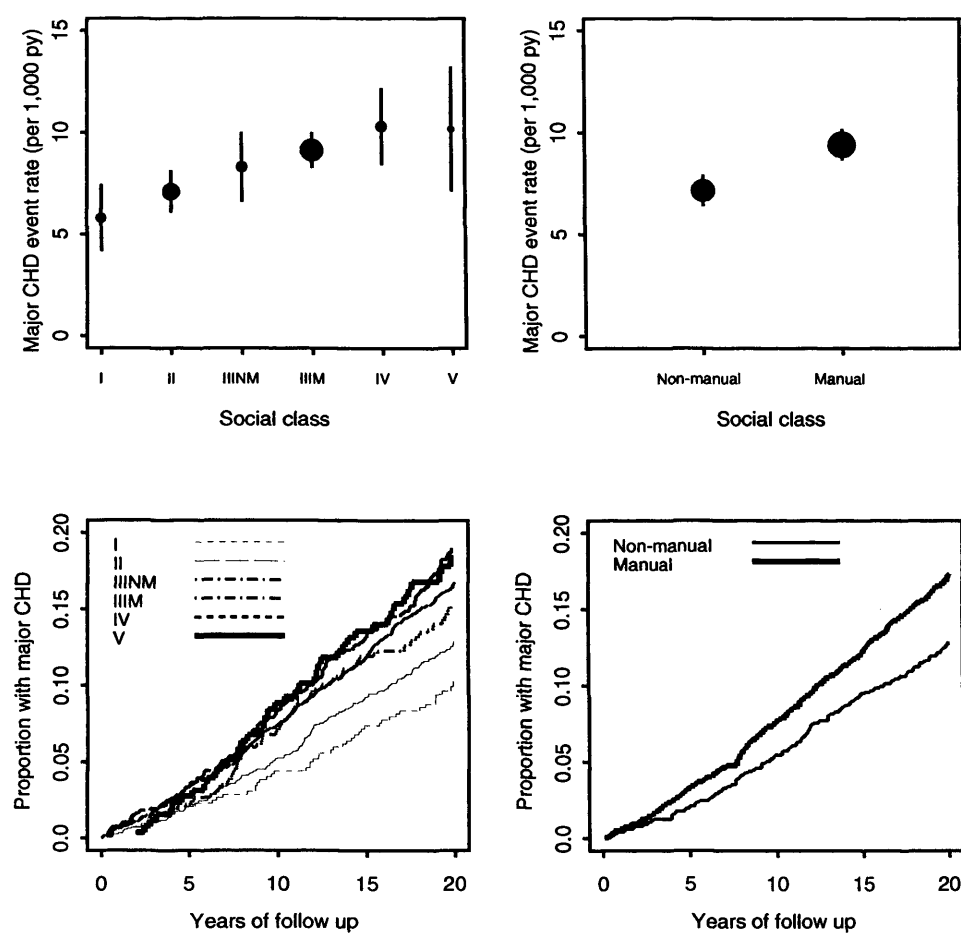 Major CHD event rate (per 1,000 py)
15
10
5
0
I II IIINM IIIM IV V
Social class
Major CHD event rate (per 1,000 py)
15
10
5
0
Non-manual Manual
Social class
Proportion with major CHD
0.20
0.15
0.10
0.05
0.0
I
II
IIINM
IIIM
IV
V
0 5 10 15 20
Years of follow up
Proportion with major CHD
0.20
0.15
0.10
0.05
0.0
Non-manual
Manual
0 5 10 15 20
Years of follow up